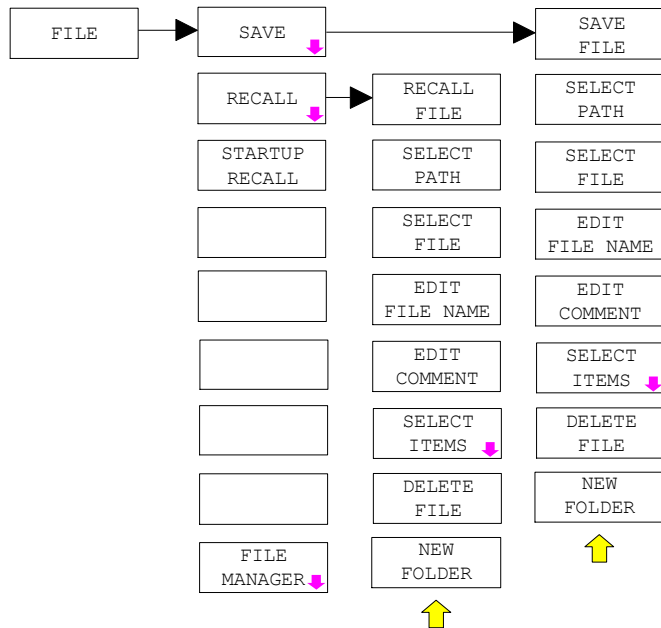 FILE
SAVE
RECALL
STARTUP
RECALL
FILE
MANAGER
RECALL
FILE
SELECT
PATH
SELECT
FILE
EDIT
FILE NAME
EDIT
COMMENT
SELECT
ITEMS
DELETE
FILE
NEW
FOLDER
SAVE
FILE
SELECT
PATH
SELECT
FILE
EDIT
FILE NAME
EDIT
COMMENT
SELECT
ITEMS
DELETE
FILE
NEW
FOLDER